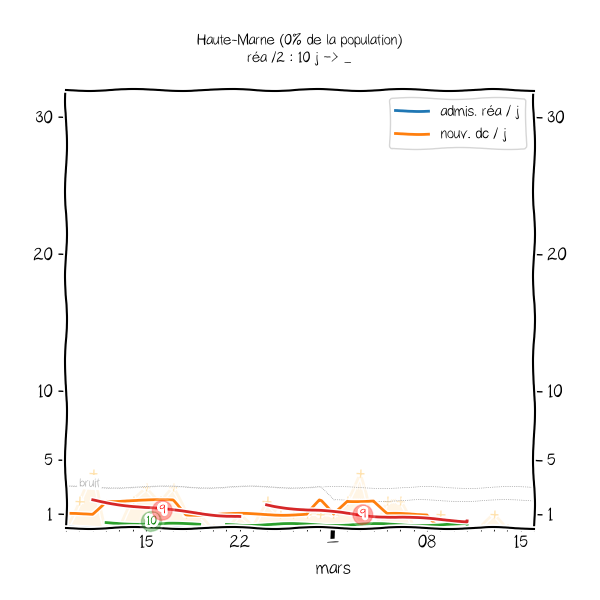 Haute-Marne (0% de la population)
réa /2 : 10 j -> _
admis. réa / j
nouv. dc / j
30 30
20 20
10 10
5 5
bruit
9 9
10
1 1
15 22 08 15
mars